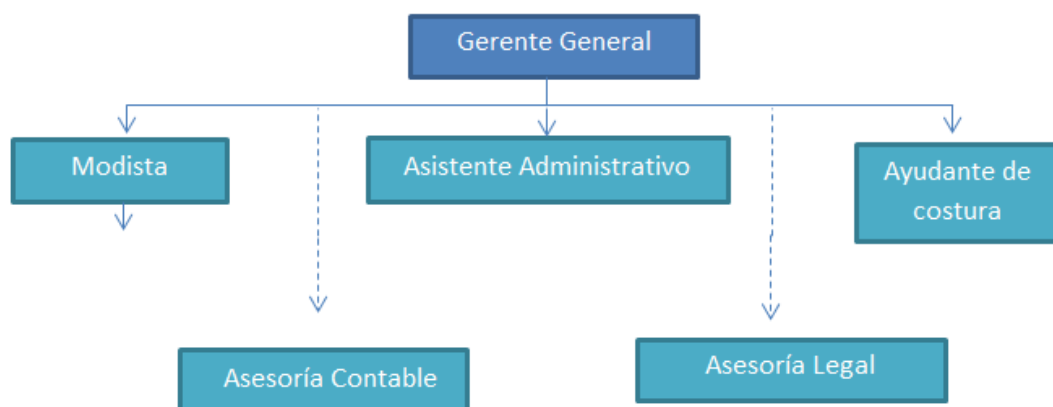 Gerente General
Modista
Asistente Administrativo
Ayudante de
costura
Asesoría Contable
Asesoría Legal